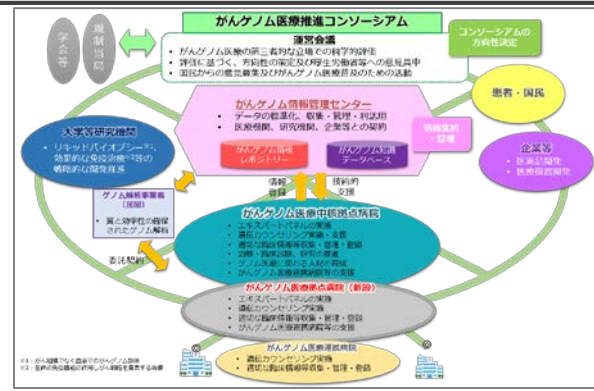 がんゲノム医療推進コンソーシアム
学会等
規制当局
運営会議
• がんゲノム医療の第三者的な立場での科学的評価
• 評価に基づく、方向性の策定及び厚生労働省等への意見具申
• 国民からの意見募集及びがんゲノム医療普及のための活動
コンソーシアムの
方向性決定
がんゲノム情報管理センター
• データの標準化、収集・管理・利活用
• 医療機関、研究機関、企業等との契約
がんゲノム情報
レポジトリー
がんゲノム知識
データベース
情報集約
・管理
患者・国民
大学等研究機関
• リキッドバイオプシー※1、
効果的な免疫治療※2等の
戦略的な開発推進
企業等
• 医薬品開発
• 医療機器開発
ゲノム解析事業者
• 質と効率性の確保
されたゲノム解析
委託契約
情報
登録
技術的
支援
がんゲノム医療中核拠点病院
• エキスパートパネルの実施
• 遺伝カウンセリング実施・支援
• 適切な臨床情報等収集・管理・登録
• 治験・臨床試験、研究の推進
• ゲノム医療に関わる人材の育成
• がんゲノム医療連携病院等の支援
がんゲノム医療拠点病院（新設）
• エキスパートパネルの実施
• 遺伝カウンセリング実施
• 適切な臨床情報等収集・管理・登録
• がんゲノム医療連携病院等の支援
がんゲノム医療連携病院
• 遺伝カウンセリング実施
• 適切な臨床情報等収集・管理・登録